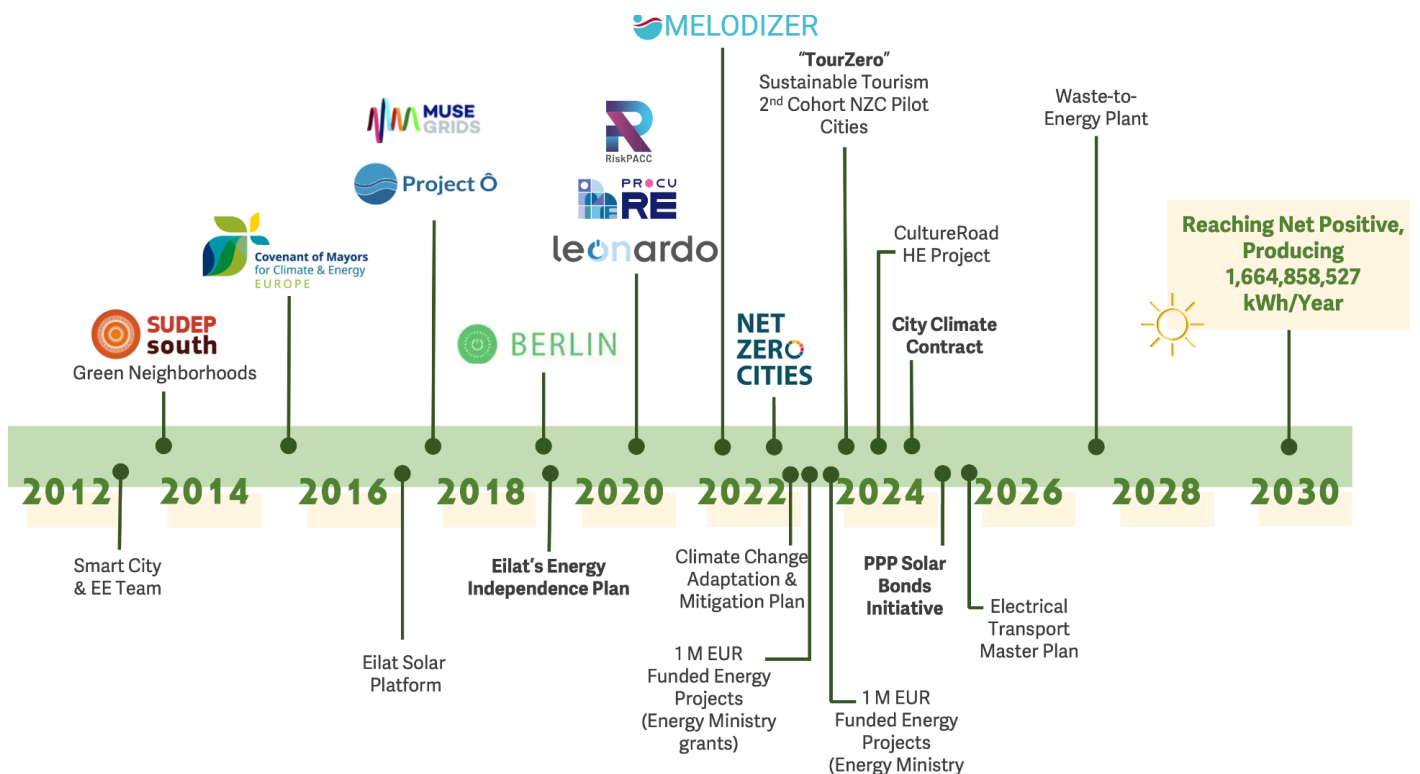 MELODIZER
"TourZero"
Sustainable Tourism
2nd Cohort NZC Pilot
Cities
Waste-to-
Energy Plant
MUSE
GRIDS
Project Ô
R
RiskPACC
PROCU
RE
leonardo
Covenant of Mayors
for Climate & Energy
EUROPE
CultureRoad
HE Project
Reaching Net Positive,
Producing
1,664,858,527
kWh/Year
SUDEP
south
Green Neighborhoods
BERLIN
NET
ZERO
CITIES
City Climate
Contract
2012 2014 2016 2018 2020 2022 2024 2026 2028 2030
Smart City
& EE Team
Eilat Solar
Platform
Eilat's Energy
Independence Plan
Climate Change
Adaptation &
Mitigation Plan
1 M EUR
Funded Energy
Projects
(Energy Ministry
grants)
1 M EUR
Funded Energy
Projects
(Energy Ministry
PPP Solar
Bonds
Initiative
Electrical
Transport
Master Plan